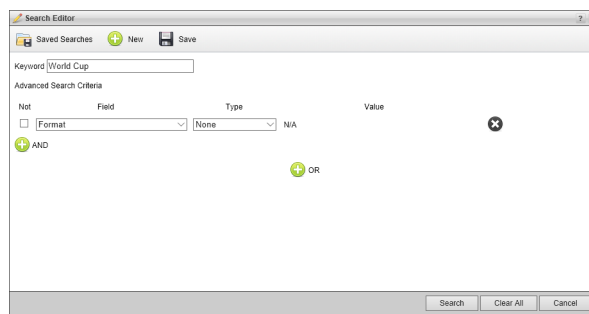 Search Editor ?
Saved Searches New Save
Keyword World Cup
Advanced Search Criteria
Not Field Type Value
Format None N/A
AND
OR
Search Clear All Cancel